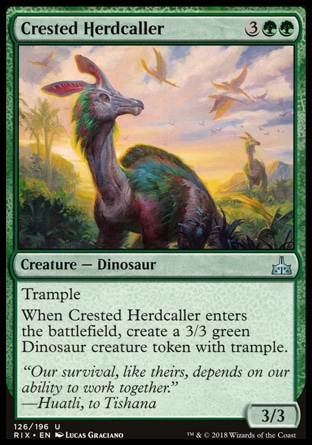 Crested Herdcaller 3
Creature — Dinosaur
Trample
When Crested Herdcaller enters
the battlefield, create a 3/3 green
Dinosaur creature token with trample.
“Our survival, like theirs, depends on our
ability to work together.”
—Huatli, to Tishana
3/3
126/196 U
RIX • EN Lucas Graciano
™ & © 2018 Wizards of the Coast